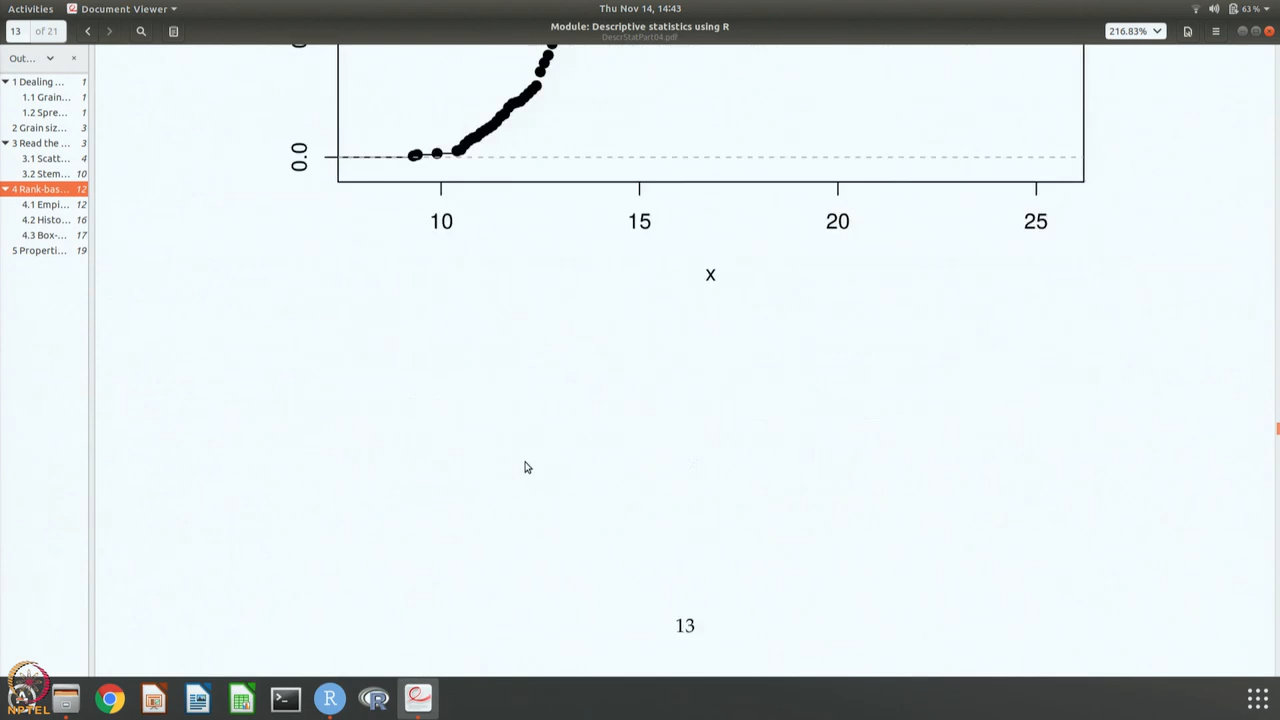 Activities
Document Viewer
Thu Nov 14, 14:43
63 %
13
of 21
Module: Descriptive statistics using R
DescrStatPart04.pdf
216.83%
Out...
1 Dealing ... 1
1.1 Grain... 1
1.2 Spre... 1
2 Grain siz... 3
3 Read the ... 3
3.1 Scatt... 4
3.2 Stem... 10
4 Rank-bas... 12
4.1 Empi... 12
4.2 Histo... 16
4.3 Box-... 17
5 Properti... 19
0.0
10 15 20 25
x
13
NPTEL